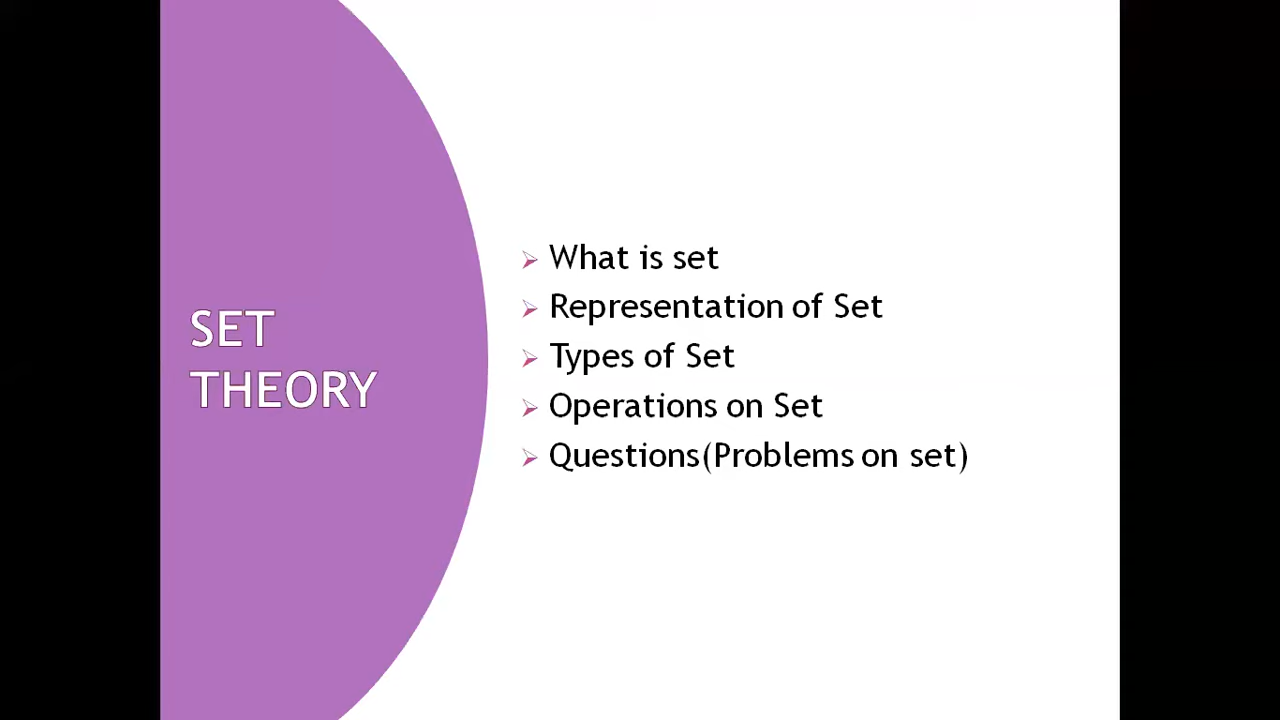 SET
THEORY
What is set
Representation of Set
Types of Set
Operations on Set
Questions(Problems on set)